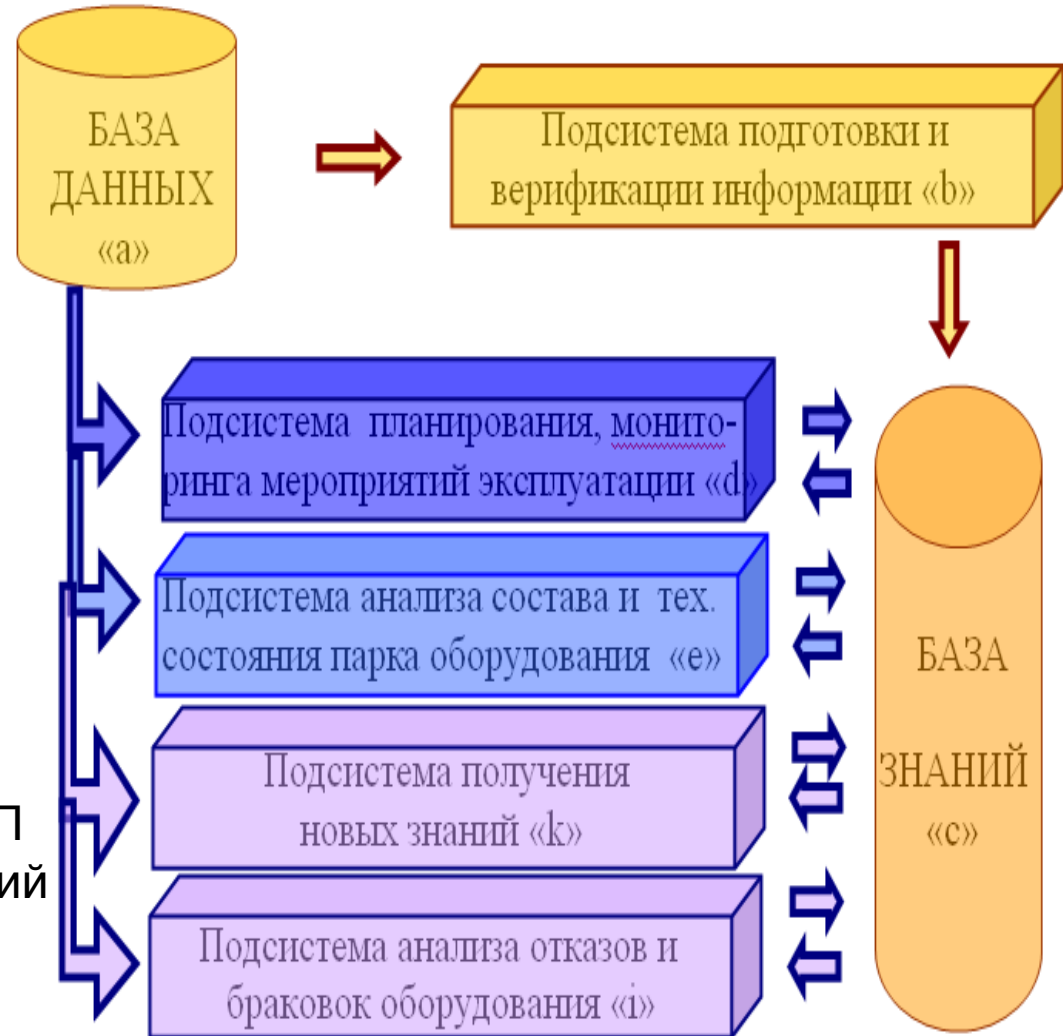 БАЗА
ДАННЫХ
«a»
Подсистема подготовки и
верификации информации «b»
Подсистема планирования, монито-
ринга мероприятий эксплуатации «d»
Подсистема анализа состава и тех.
состояния парка оборудования «e»
БАЗА
ЗНАНИЙ
«c»
Подсистема получения
новых знаний «k»
П
ий
Подсистема анализа отказов и
браковок оборудования «i»